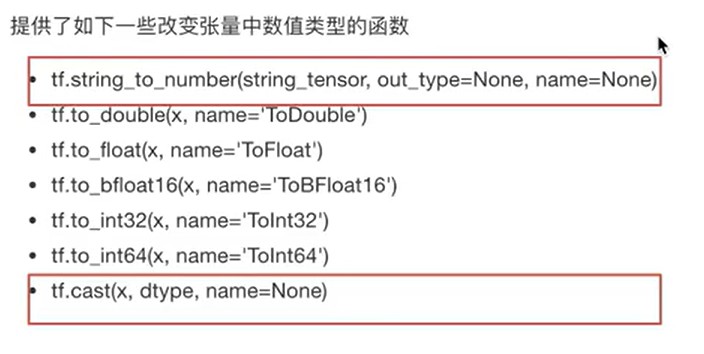 提供了如下一些改变张量中数值类型的函数
• tf.string_to_number(string_tensor, out_type=None, name=None)
• tf.to_double(x, name='ToDouble')
• tf.to_float(x, name='ToFloat')
• tf.to_bfloat16(x, name='ToBFloat16')
• tf.to_int32(x, name='ToInt32')
• tf.to_int64(x, name='ToInt64')
• tf.cast(x, dtype, name=None)